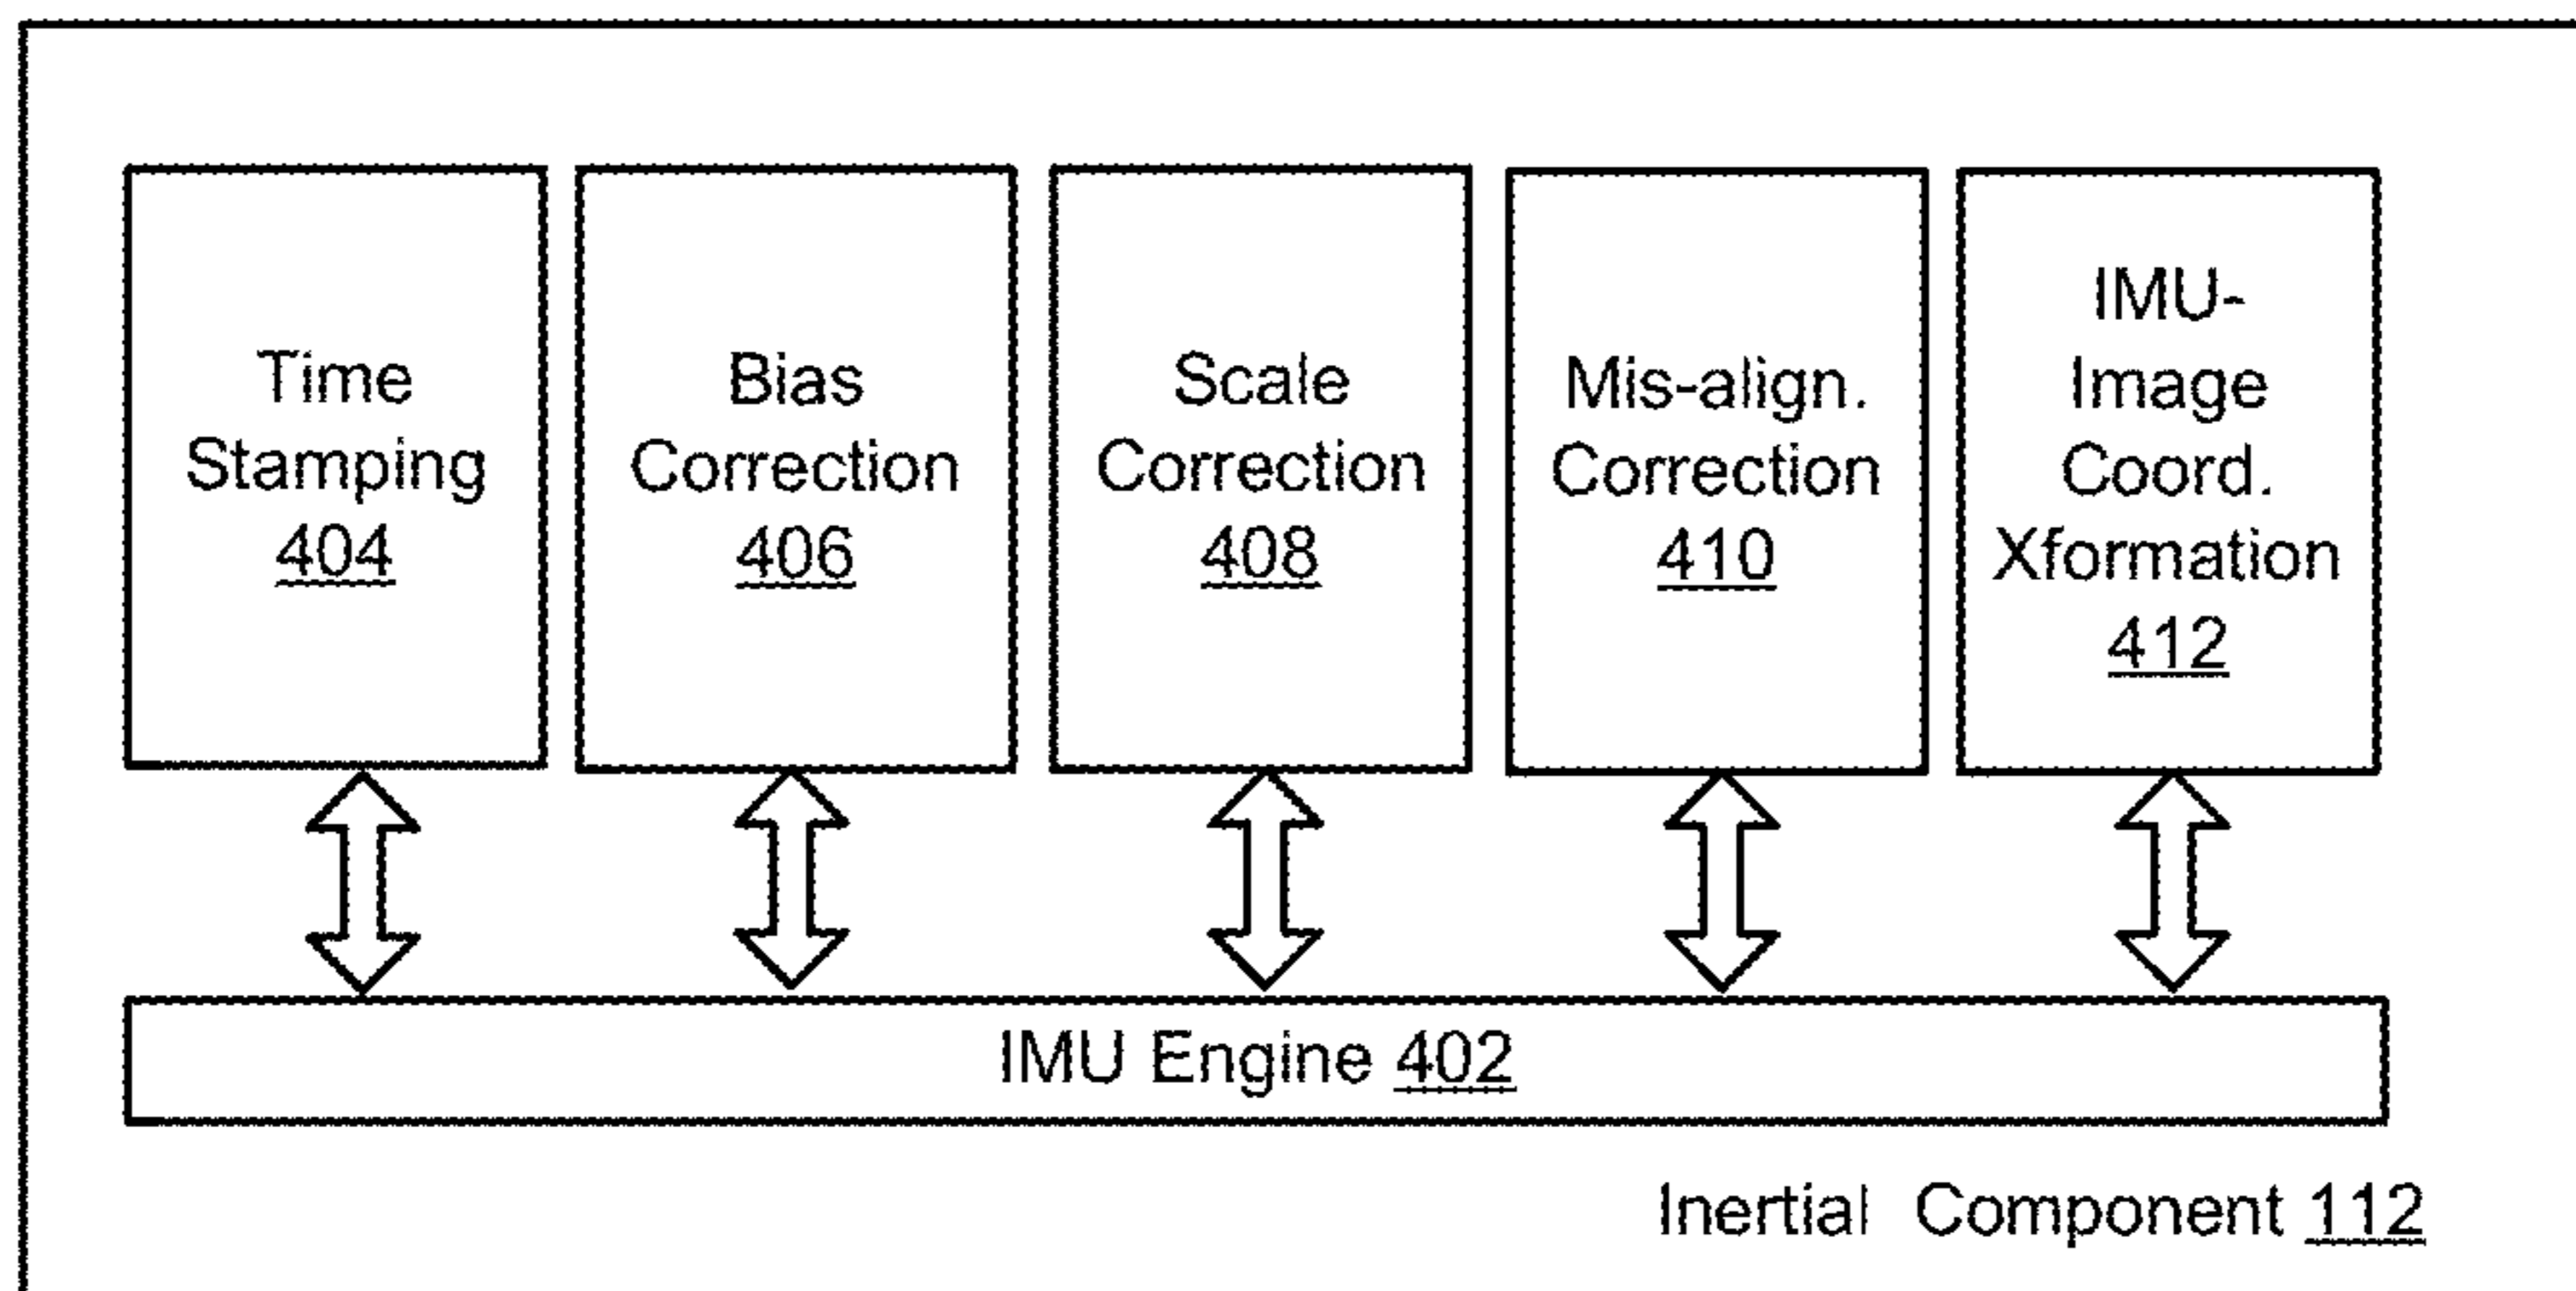 Time
Stamping
404
Bias
Correction
406
Scale
Correction
408
Mis-align.
Correction
410
IMU-
Image
Coord.
Xformation
412
IMU Engine 402
Inertial Component 112